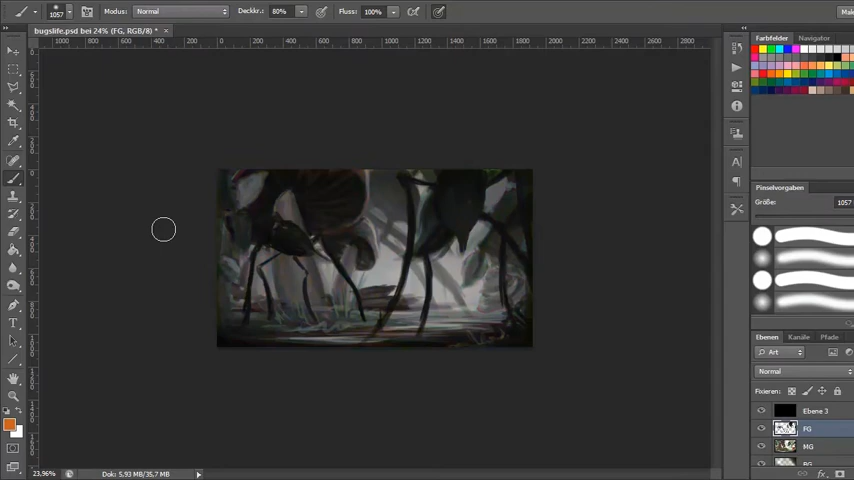 1057 Modus: Normal Deckkr.: 80% Fluss: 100%
bugslife.psd bei 24% (FG, RGB/8) * ×
1000 800 600 400 200 0 200 400 600 800 1000 1200 1400 1600 1800 2000 2200 2400 2600 2800
Farbfelder Navigator
Pinselvorgaben
Größe: 1057
Ebenen Kanäle Pfade
Art
Normal
Fixieren:
Ebene 3
FG
MG
BG
23,96% Dok: 5,93 MB/35,7 MB